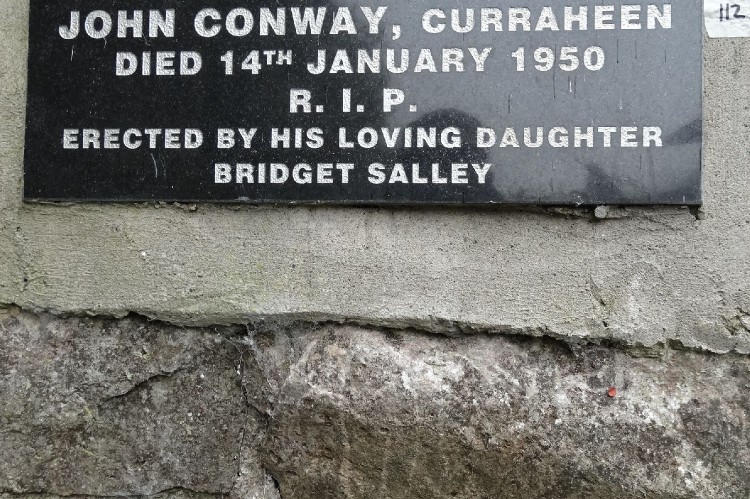 112
JOHN CONWAY, CURRAHEEN
DIED 14TH JANUARY 1950
R. I. P.
ERECTED BY HIS LOVING DAUGHTER
BRIDGET SALLEY